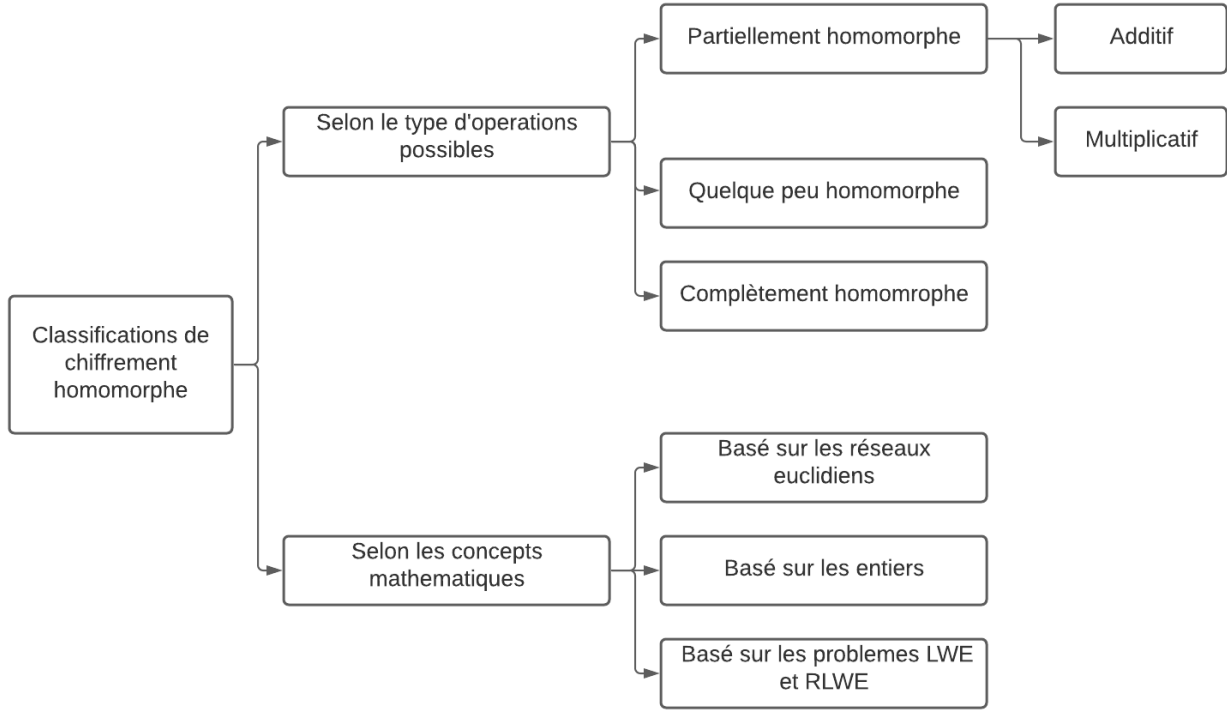 Partiellement homomorphe
Additif
Selon le type d'operations
possibles
Multiplicatif
Quelque peu homomorphe
Complètement homomrophe
Classifications de
chiffrement
homomorphe
Basé sur les réseaux
euclidiens
Selon les concepts
mathematiques
Basé sur les entiers
Basé sur les problemes LWE
et RLWE